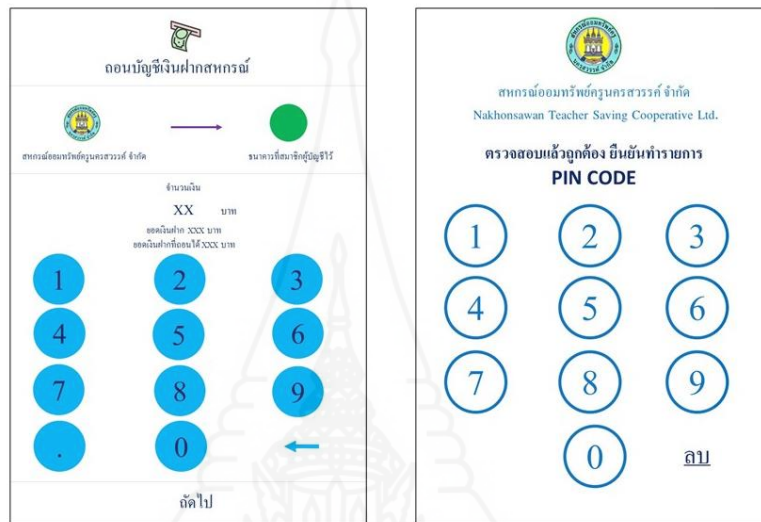 ถอนบัญชีเงินฝากสหกรณ์
สหกรณ์ออมทรัพย์ครูนครสวรรค์ จำกัด
ธนาคารที่สมาชิกผู้บัญชีไว้
จำนวนเงิน
XX บาท
ยอดเงินฝาก XXX บาท
ยอดเงินฝากที่ถอนได้ XXX บาท
1 2 3
4 5 6
7 8 9
. 0
ถัดไป
สหกรณ์ออมทรัพย์ครูนครสวรรค์ จำกัด
Nakhonsawan Teacher Saving Cooperative Ltd.
ตรวจสอบแล้วถูกต้อง ยืนยันทำรายการ
PIN CODE
1 2 3
4 5 6
7 8 9
0 ลบ